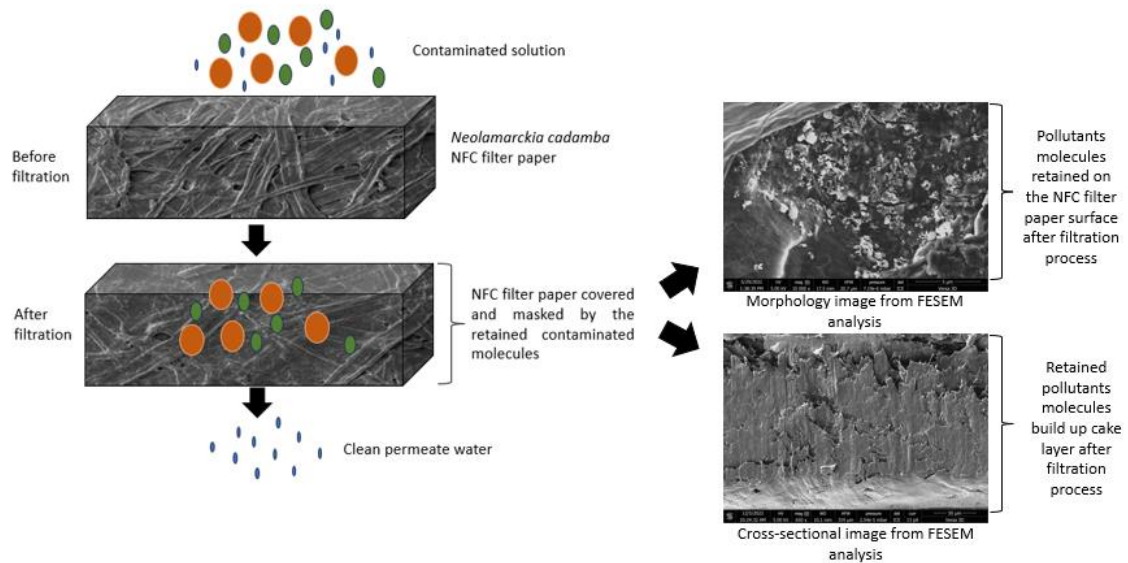 Contaminated solution
Neolamarckia cadamba
NFC filter paper
Before
filtration
After
filtration
NFC filter paper covered
and masked by the
retained contaminated
molecules
Clean permeate water
Pollutants
molecules
retained on
the NFC filter
paper surface
after filtration
process
Morphology image from FESEM
analysis
Retained
pollutants
molecules
build up cake
layer after
filtration
process
Cross-sectional image from FESEM
analysis